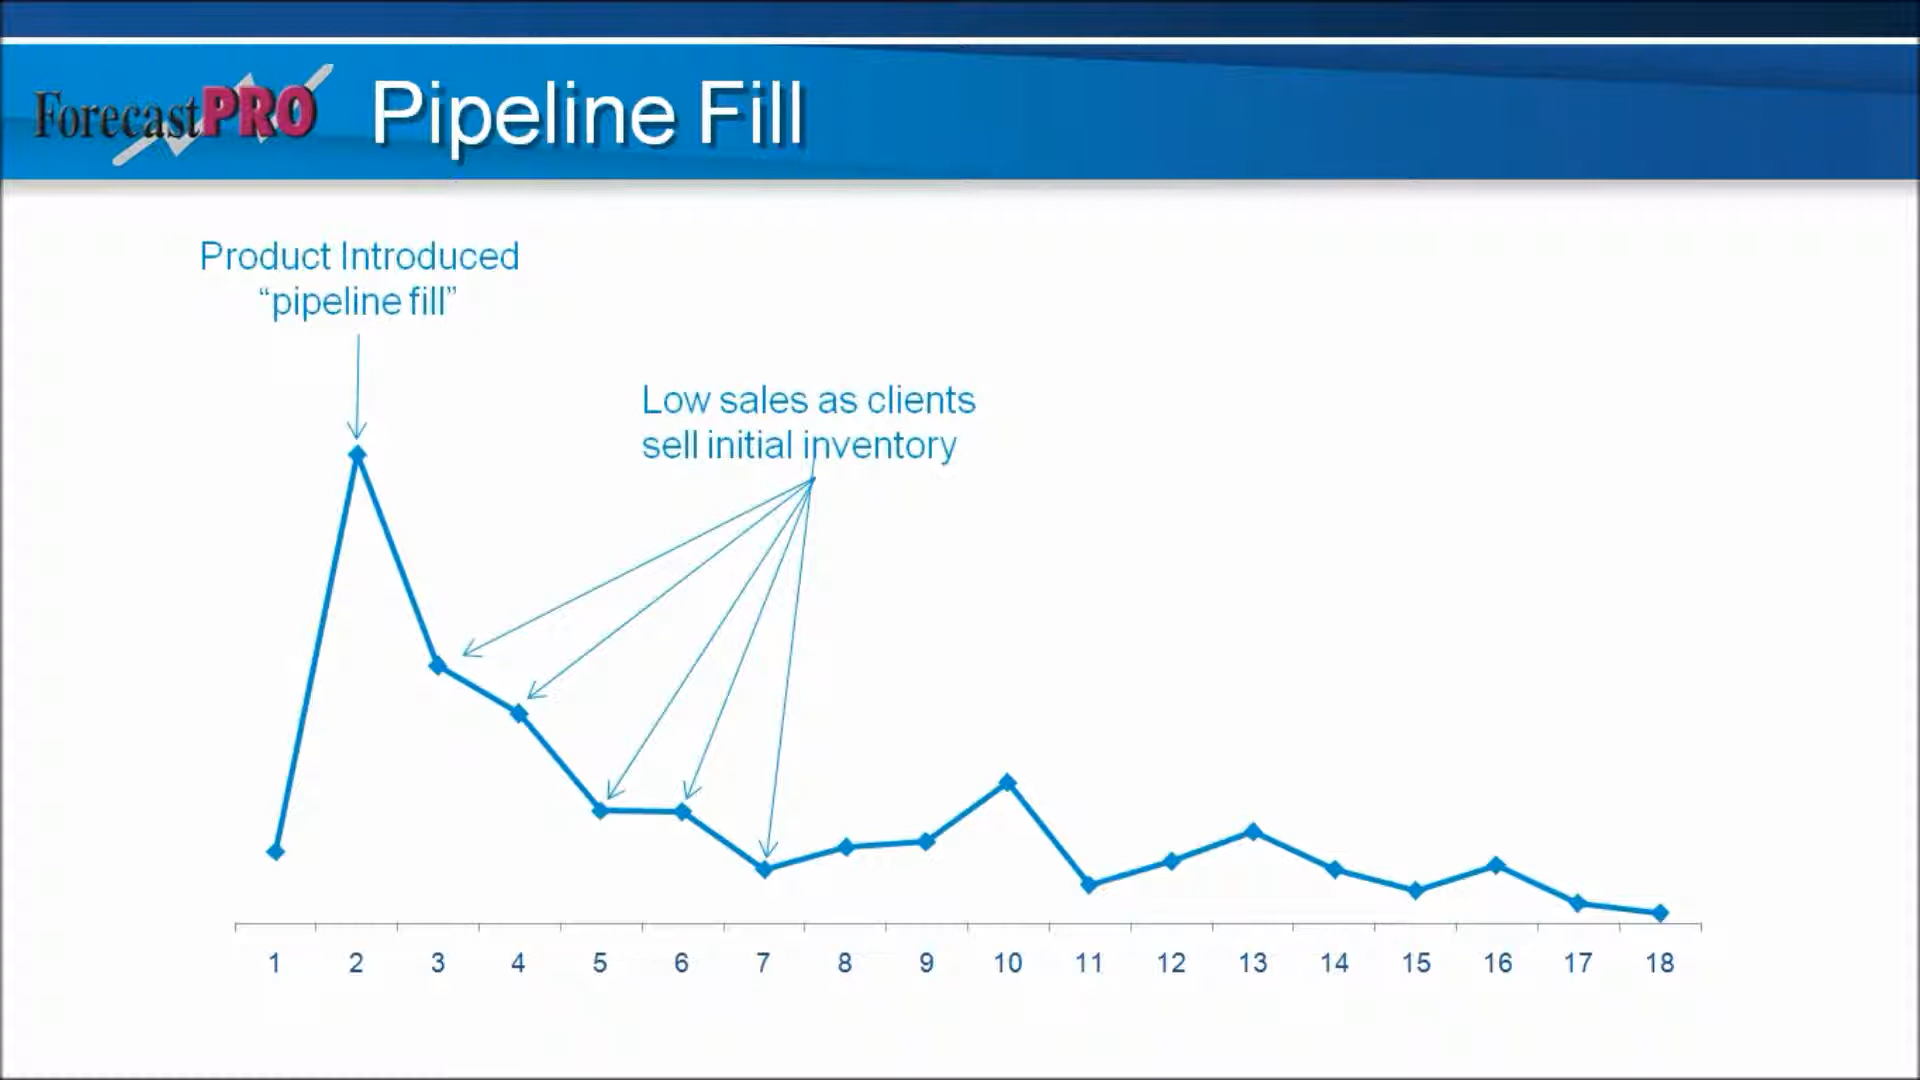 ForecastPRO
Pipeline Fill
Product Introduced
“pipeline fill”
Low sales as clients
sell initial inventory
1 2 3 4 5 6 7 8 9 10 11 12 13 14 15 16 17 18